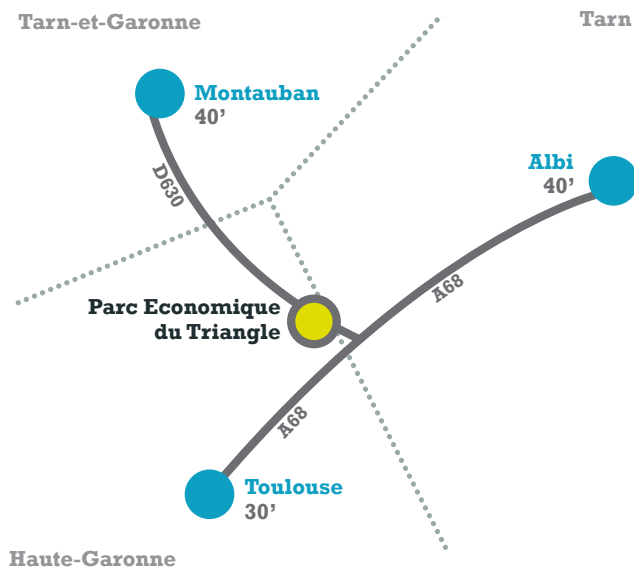 Tarn-et-Garonne
Tarn
Montauban
40’
D630
Albi
40’
A68
Parc Economique
du Triangle
A68
Toulouse
30’
Haute-Garonne